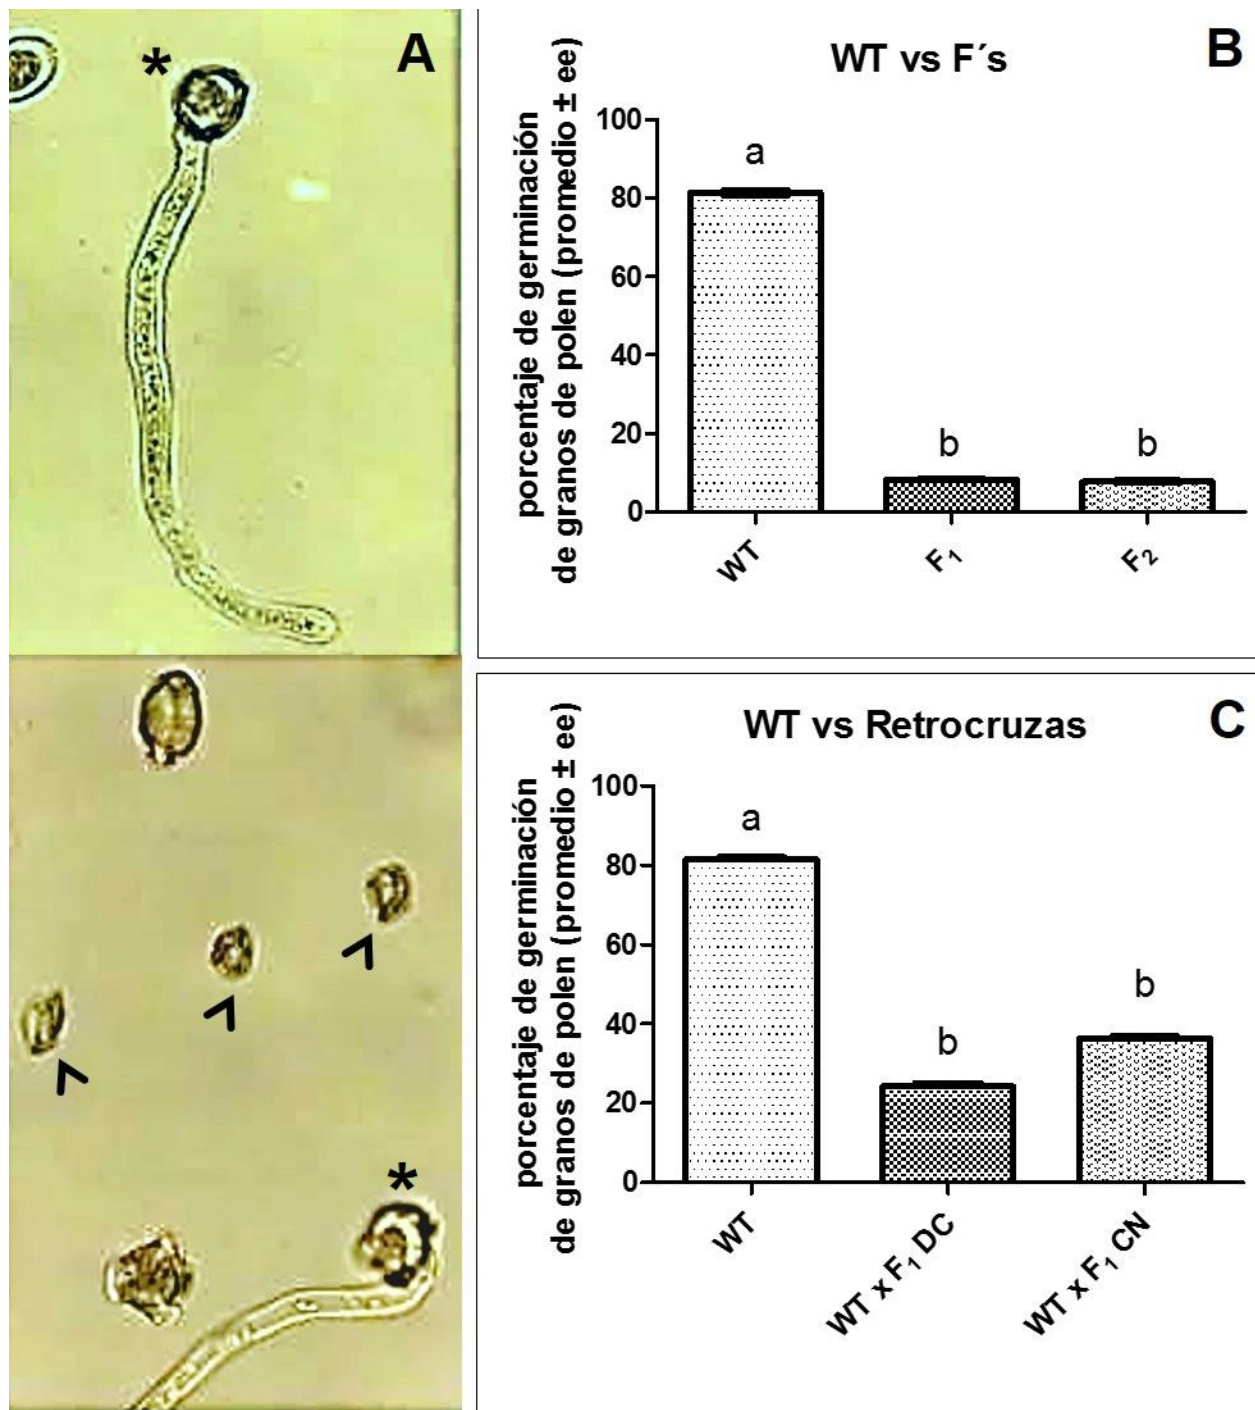 *
A
*
WT vs F´s
B
porcentaje de germinación
de granos de polen (promedio ± ee)
100
80
60
40
20
0
a
b
b
WT
F₁
F₂
WT vs Retrocruzas
C
porcentaje de germinación
de granos de polen (promedio ± ee)
100
80
60
40
20
0
a
b
b
WT
WT x F₁ DC
WT x F₁ CN